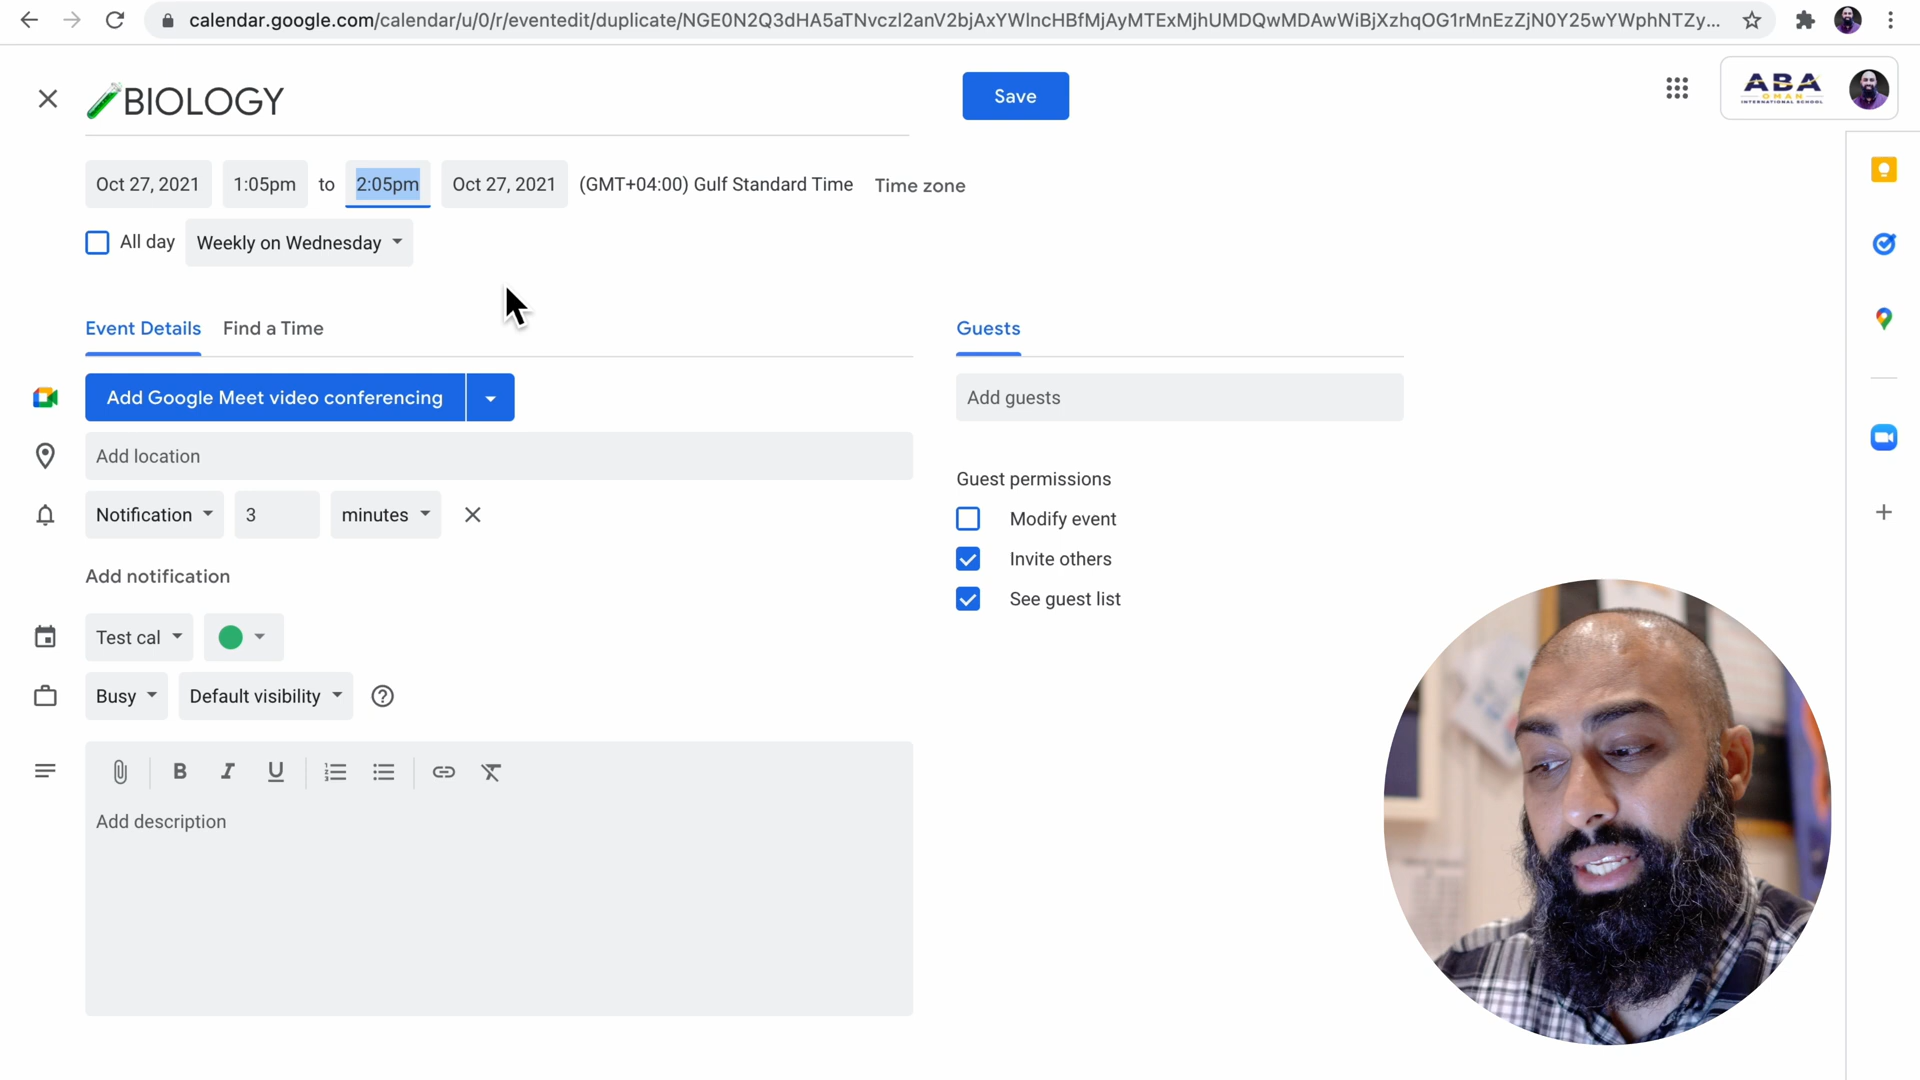 calendar.google.com/calendar/u/0/r/eventedit/duplicate/NGE0N2Q3dHA5aTNvczl2anV2bjAxYWlncHBfMjAyMTExMjhUMDQwMDAwWiBjXzhqOG1rMnEzZjN0Y25wYWphNTZy...
BIOLOGY
Save
ABA
OMAN
INTERNATIONAL SCHOOL
Oct 27, 2021 1:05pm to 2:05pm Oct 27, 2021 (GMT+04:00) Gulf Standard Time Time zone
All day Weekly on Wednesday
Event Details Find a Time
Guests
Add Google Meet video conferencing
Add guests
Add location
Guest permissions
Notification 3 minutes
Modify event
Invite others
Add notification
See guest list
Test cal
Busy Default visibility
B I U
Add description